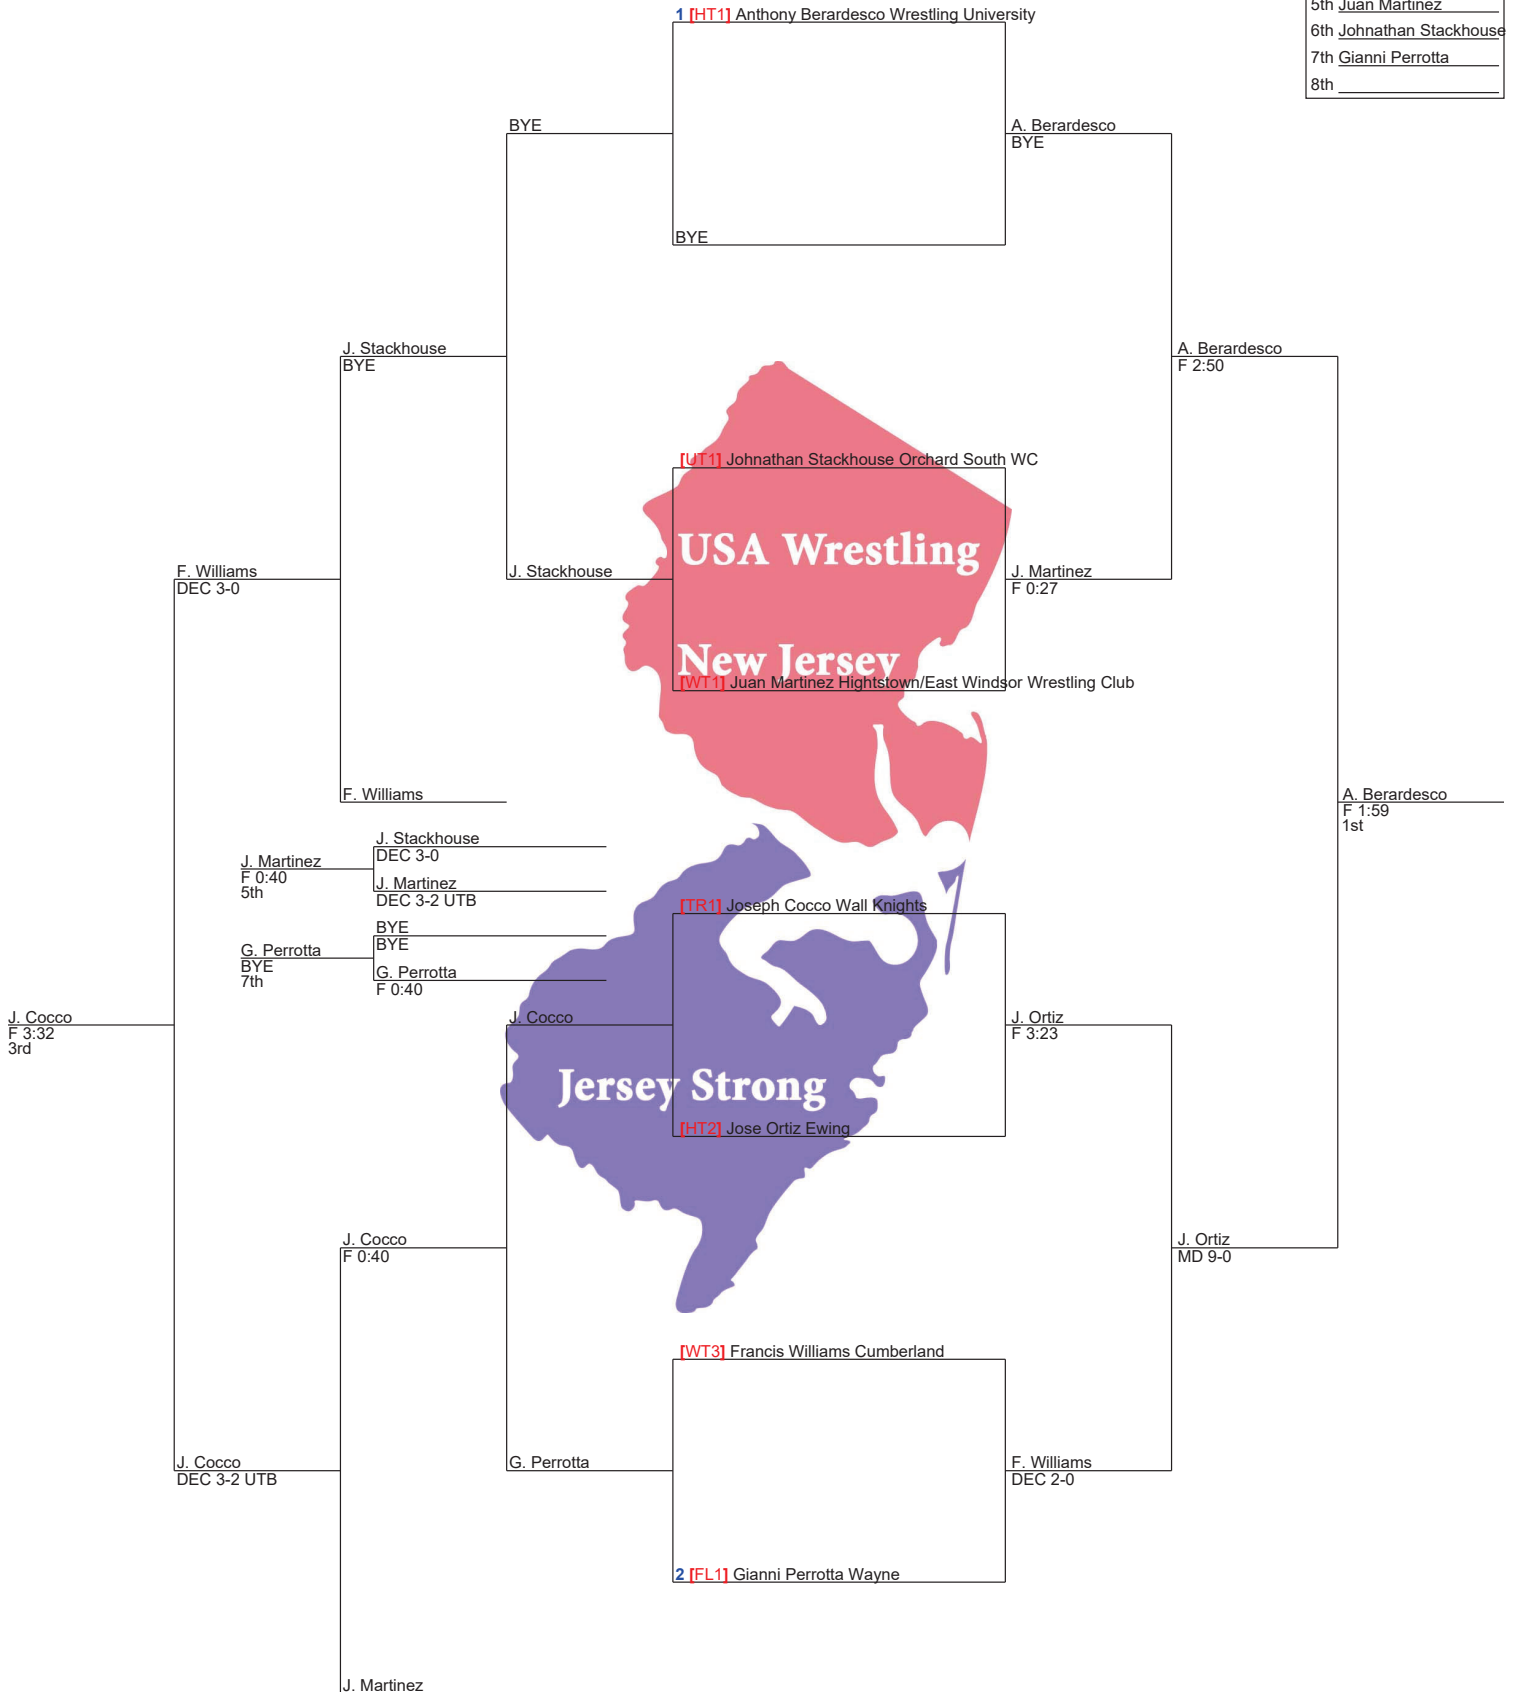 5th Juan Martinez
6th Johnathan Stackhouse
7th Gianni Perrotta
8th
1 [HT1] Anthony Berardesco Wrestling University
BYE
A. Berardesco
BYE
BYE
J. Stackhouse
BYE
A. Berardesco
F 2:50
[UT1] Johnathan Stackhouse Orchard South WC
USA Wrestling
F. Williams
DEC 3-0
J. Stackhouse
J. Martinez
F 0:27
New Jersey
[WT1] Juan Martinez Hightstown/East Windsor Wrestling Club
F. Williams
A. Berardesco
F 1:59
1st
J. Stackhouse
DEC 3-0
J. Martinez
F 0:40
5th
J. Martinez
DEC 3-2 UTB
[TR1] Joseph Cocco Wall Knights
BYE
BYE
G. Perrotta
BYE
7th
G. Perrotta
F 0:40
J. Cocco
F 3:32
3rd
J. Cocco
J. Ortiz
F 3:23
Jersey Strong
[HT2] Jose Ortiz Ewing
J. Cocco
F 0:40
J. Ortiz
MD 9-0
[WT3] Francis Williams Cumberland
J. Cocco
DEC 3-2 UTB
G. Perrotta
F. Williams
DEC 2-0
2 [FL1] Gianni Perrotta Wayne
J. Martinez